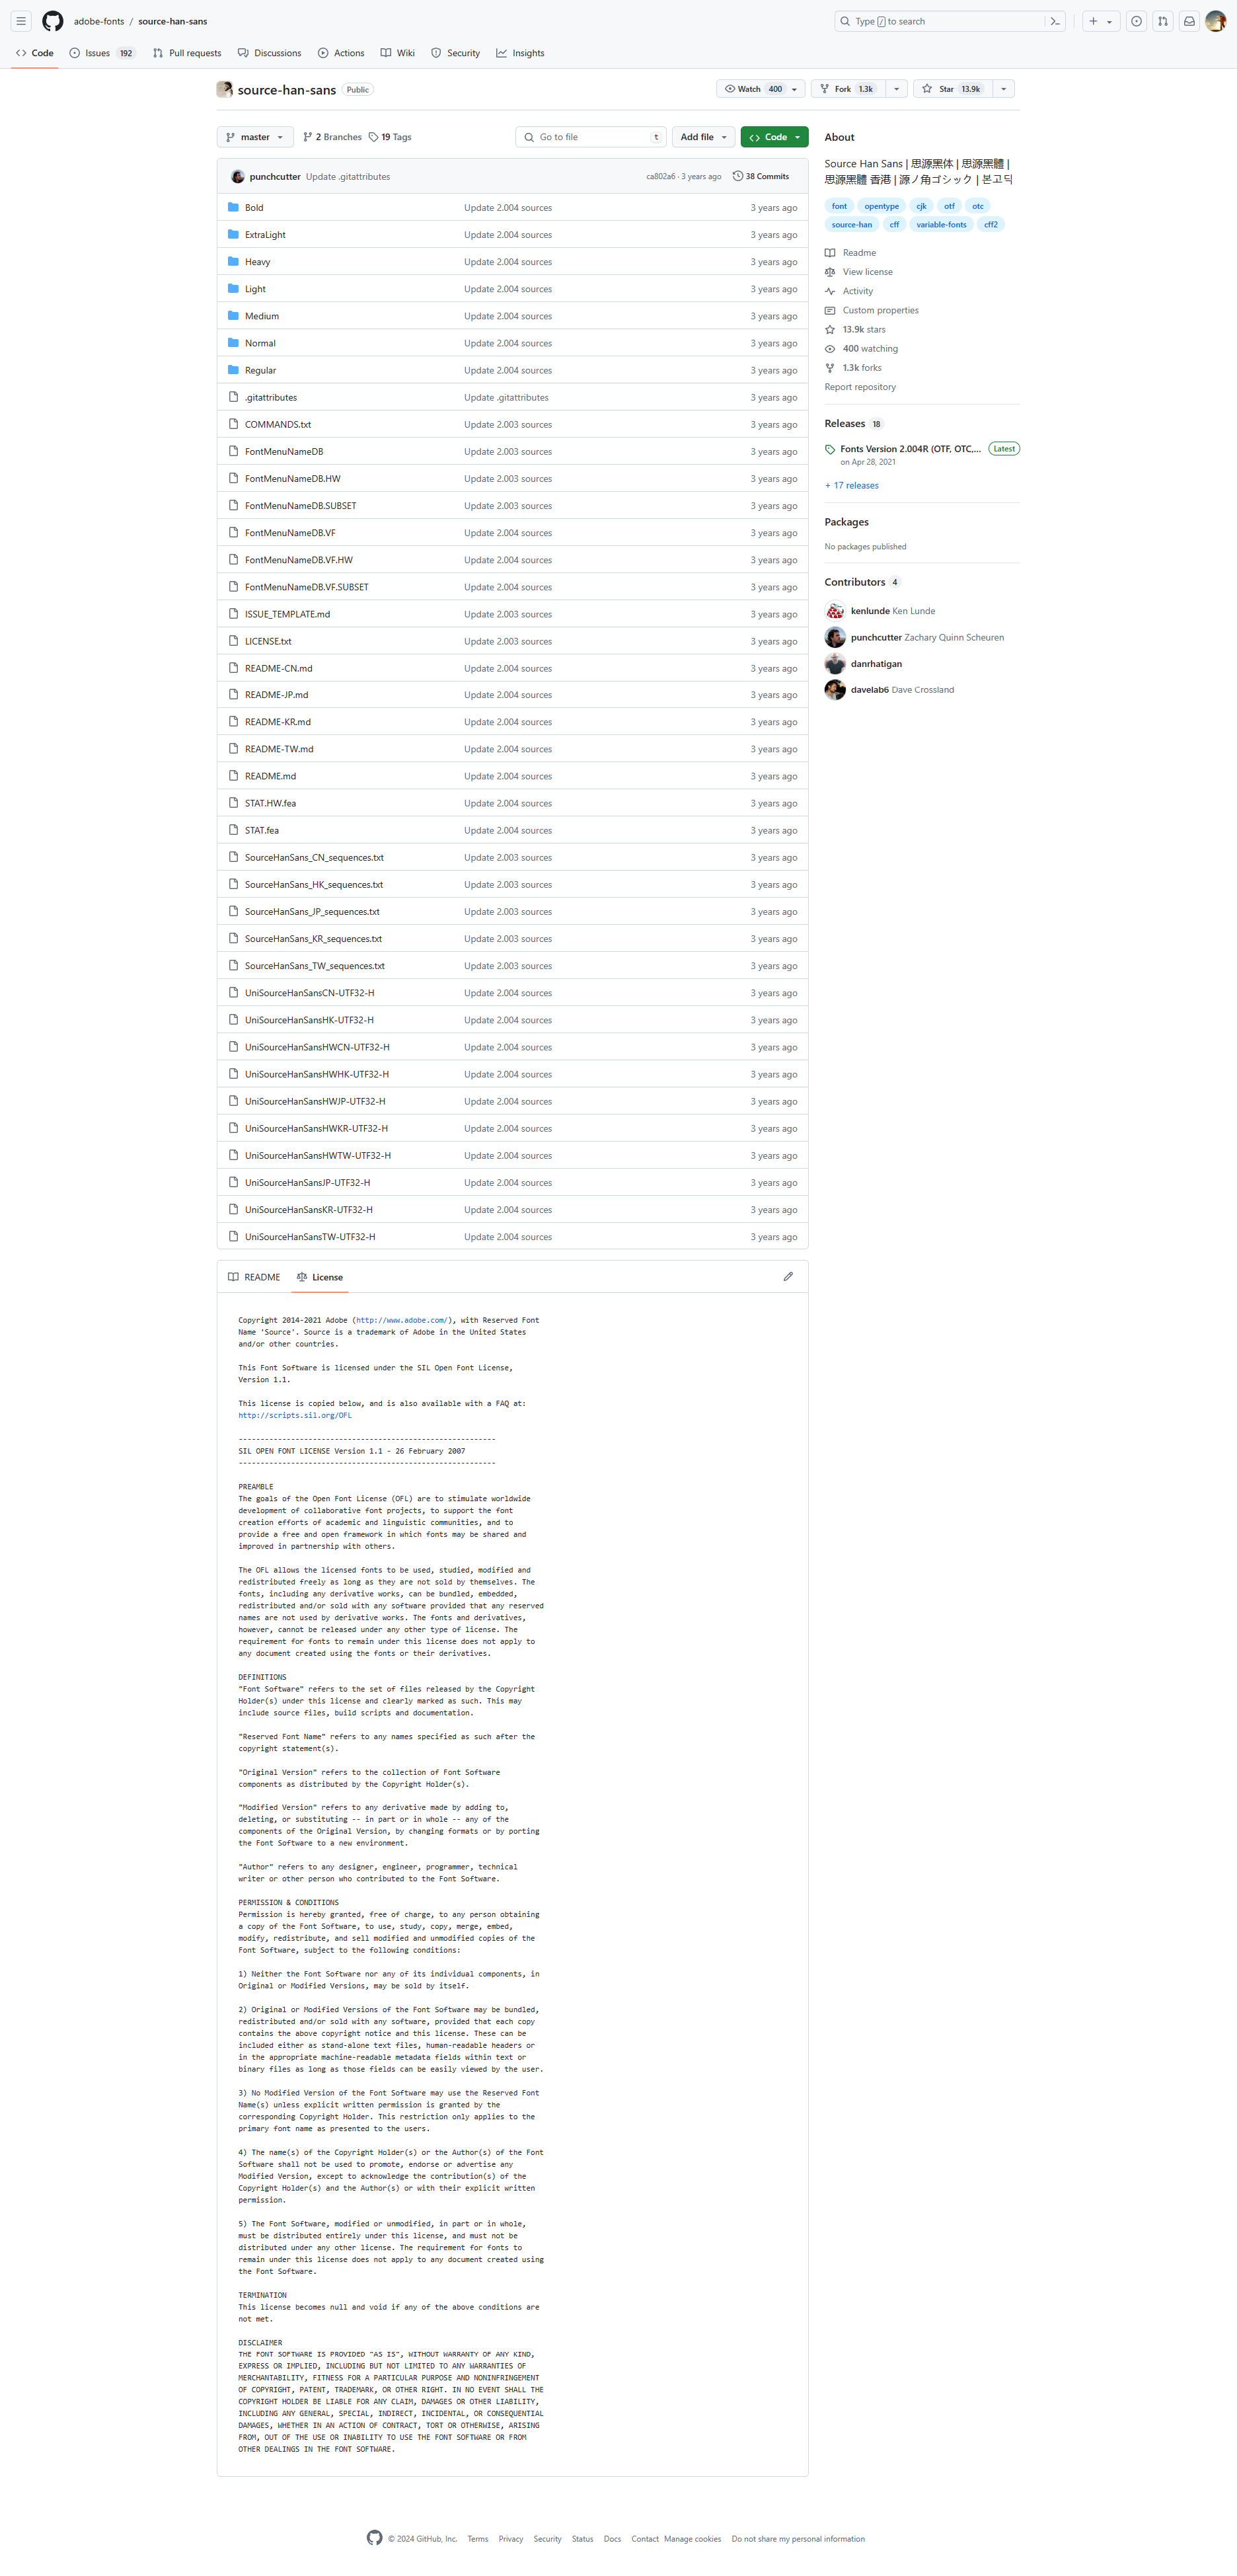 adobe-fonts / source-han-sans
Type / to search
Code
Issues 192
Pull requests
Discussions
Actions
Wiki
Security
Insights
source-han-sans Public
Watch 400
Fork 1.3k
Star 13.9k
master
2 Branches
19 Tags
Go to file t
Add file
Code
punchcutter Update .gitattributes ca802a6 · 3 years ago 38 Commits
Bold Update 2.004 sources 3 years ago
ExtraLight Update 2.004 sources 3 years ago
Heavy Update 2.004 sources 3 years ago
Light Update 2.004 sources 3 years ago
Medium Update 2.004 sources 3 years ago
Normal Update 2.004 sources 3 years ago
Regular Update 2.004 sources 3 years ago
.gitattributes Update .gitattributes 3 years ago
COMMANDS.txt Update 2.003 sources 3 years ago
FontMenuNameDB Update 2.003 sources 3 years ago
FontMenuNameDB.HW Update 2.003 sources 3 years ago
FontMenuNameDB.SUBSET Update 2.003 sources 3 years ago
FontMenuNameDB.VF Update 2.004 sources 3 years ago
FontMenuNameDB.VF.HW Update 2.004 sources 3 years ago
FontMenuNameDB.VF.SUBSET Update 2.004 sources 3 years ago
ISSUE_TEMPLATE.md Update 2.003 sources 3 years ago
LICENSE.txt Update 2.003 sources 3 years ago
README-CN.md Update 2.004 sources 3 years ago
README-JP.md Update 2.004 sources 3 years ago
README-KR.md Update 2.004 sources 3 years ago
README-TW.md Update 2.004 sources 3 years ago
README.md Update 2.004 sources 3 years ago
STAT.HW.fea Update 2.004 sources 3 years ago
STAT.fea Update 2.004 sources 3 years ago
SourceHanSans_CN_sequences.txt Update 2.003 sources 3 years ago
SourceHanSans_HK_sequences.txt Update 2.003 sources 3 years ago
SourceHanSans_JP_sequences.txt Update 2.003 sources 3 years ago
SourceHanSans_KR_sequences.txt Update 2.003 sources 3 years ago
SourceHanSans_TW_sequences.txt Update 2.003 sources 3 years ago
UniSourceHanSansCN-UTF32-H Update 2.004 sources 3 years ago
UniSourceHanSansHK-UTF32-H Update 2.004 sources 3 years ago
UniSourceHanSansHWCN-UTF32-H Update 2.004 sources 3 years ago
UniSourceHanSansHWHK-UTF32-H Update 2.004 sources 3 years ago
UniSourceHanSansHWJP-UTF32-H Update 2.004 sources 3 years ago
UniSourceHanSansHWKR-UTF32-H Update 2.004 sources 3 years ago
UniSourceHanSansHWTW-UTF32-H Update 2.004 sources 3 years ago
UniSourceHanSansJP-UTF32-H Update 2.004 sources 3 years ago
UniSourceHanSansKR-UTF32-H Update 2.004 sources 3 years ago
UniSourceHanSansTW-UTF32-H Update 2.004 sources 3 years ago
About
Source Han Sans | 思源黑体 | 思源黑體 |
思源黑體 香港 | 源ノ角ゴシック | 본고딕
font opentype cjk otf otc
source-han cff variable-fonts cff2
Readme
View license
Activity
Custom properties
13.9k stars
400 watching
1.3k forks
Report repository
Releases 18
Fonts Version 2.004R (OTF, OTC,... Latest
on Apr 28, 2021
+ 17 releases
Packages
No packages published
Contributors 4
kenlunde Ken Lunde
punchcutter Zachary Quinn Scheuren
danrhatigan
davelab6 Dave Crossland
README
License
Copyright 2014-2021 Adobe (http://www.adobe.com/), with Reserved Font
Name 'Source'. Source is a trademark of Adobe in the United States
and/or other countries.
This Font Software is licensed under the SIL Open Font License,
Version 1.1.
This license is copied below, and is also available with a FAQ at:
http://scripts.sil.org/OFL
-----------------------------------------------------------
SIL OPEN FONT LICENSE Version 1.1 - 26 February 2007
-----------------------------------------------------------
PREAMBLE
The goals of the Open Font License (OFL) are to stimulate worldwide
development of collaborative font projects, to support the font
creation efforts of academic and linguistic communities, and to
provide a free and open framework in which fonts may be shared and
improved in partnership with others.
The OFL allows the licensed fonts to be used, studied, modified and
redistributed freely as long as they are not sold by themselves. The
fonts, including any derivative works, can be bundled, embedded,
redistributed and/or sold with any software provided that any reserved
names are not used by derivative works. The fonts and derivatives,
however, cannot be released under any other type of license. The
requirement for fonts to remain under this license does not apply to
any document created using the fonts or their derivatives.
DEFINITIONS
"Font Software" refers to the set of files released by the Copyright
Holder(s) under this license and clearly marked as such. This may
include source files, build scripts and documentation.
"Reserved Font Name" refers to any names specified as such after the
copyright statement(s).
"Original Version" refers to the collection of Font Software
components as distributed by the Copyright Holder(s).
"Modified Version" refers to any derivative made by adding to,
deleting, or substituting -- in part or in whole -- any of the
components of the Original Version, by changing formats or by porting
the Font Software to a new environment.
"Author" refers to any designer, engineer, programmer, technical
writer or other person who contributed to the Font Software.
PERMISSION & CONDITIONS
Permission is hereby granted, free of charge, to any person obtaining
a copy of the Font Software, to use, study, copy, merge, embed,
modify, redistribute, and sell modified and unmodified copies of the
Font Software, subject to the following conditions:
1) Neither the Font Software nor any of its individual components, in
Original or Modified Versions, may be sold by itself.
2) Original or Modified Versions of the Font Software may be bundled,
redistributed and/or sold with any software, provided that each copy
contains the above copyright notice and this license. These can be
included either as stand-alone text files, human-readable headers or
in the appropriate machine-readable metadata fields within text or
binary files as long as those fields can be easily viewed by the user.
3) No Modified Version of the Font Software may use the Reserved Font
Name(s) unless explicit written permission is granted by the
corresponding Copyright Holder. This restriction only applies to the
primary font name as presented to the users.
4) The name(s) of the Copyright Holder(s) or the Author(s) of the Font
Software shall not be used to promote, endorse or advertise any
Modified Version, except to acknowledge the contribution(s) of the
Copyright Holder(s) and the Author(s) or with their explicit written
permission.
5) The Font Software, modified or unmodified, in part or in whole,
must be distributed entirely under this license, and must not be
distributed under any other license. The requirement for fonts to
remain under this license does not apply to any document created using
the Font Software.
TERMINATION
This license becomes null and void if any of the above conditions are
not met.
DISCLAIMER
THE FONT SOFTWARE IS PROVIDED "AS IS", WITHOUT WARRANTY OF ANY KIND,
EXPRESS OR IMPLIED, INCLUDING BUT NOT LIMITED TO ANY WARRANTIES OF
MERCHANTABILITY, FITNESS FOR A PARTICULAR PURPOSE AND NONINFRINGEMENT
OF COPYRIGHT, PATENT, TRADEMARK, OR OTHER RIGHT. IN NO EVENT SHALL THE
COPYRIGHT HOLDER BE LIABLE FOR ANY CLAIM, DAMAGES OR OTHER LIABILITY,
INCLUDING ANY GENERAL, SPECIAL, INDIRECT, INCIDENTAL, OR CONSEQUENTIAL
DAMAGES, WHETHER IN AN ACTION OF CONTRACT, TORT OR OTHERWISE, ARISING
FROM, OUT OF THE USE OR INABILITY TO USE THE FONT SOFTWARE OR FROM
OTHER DEALINGS IN THE FONT SOFTWARE.
© 2024 GitHub, Inc. Terms Privacy Security Status Docs Contact Manage cookies Do not share my personal information